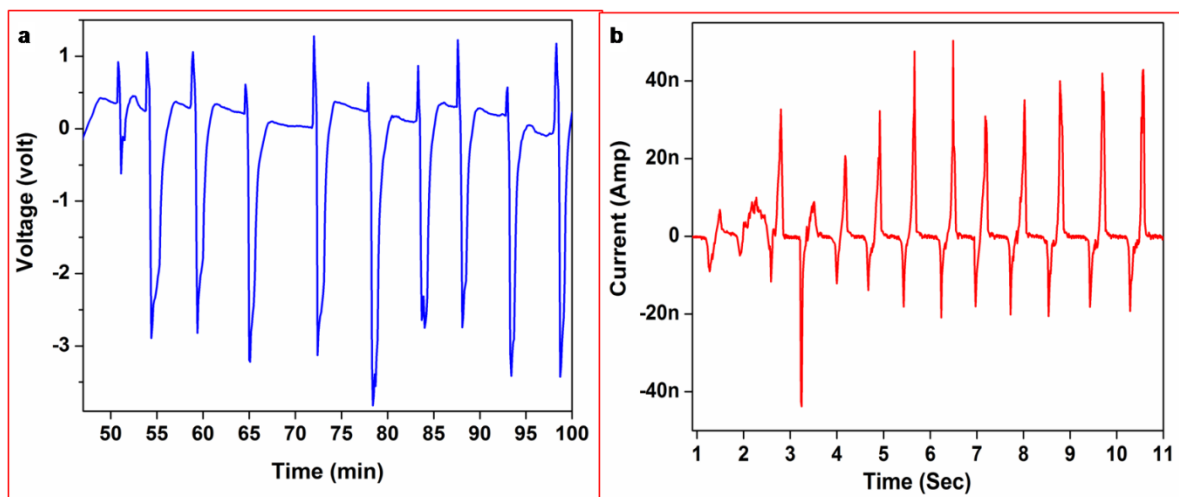 a
Voltage (volt)
1
0
-1
-2
-3
50 55 60 65 70 75 80 85 90 95 100
Time (min)
b
Current (Amp)
40n
20n
0
-20n
-40n
1 2 3 4 5 6 7 8 9 10 11
Time (Sec)